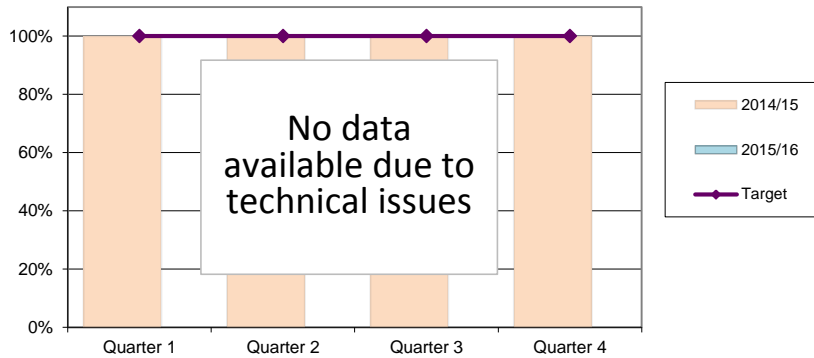 100%
80%
60%
40%
20%
0%
No data
available due to
technical issues
Quarter 1 Quarter 2 Quarter 3 Quarter 4
2014/15
2015/16
Target